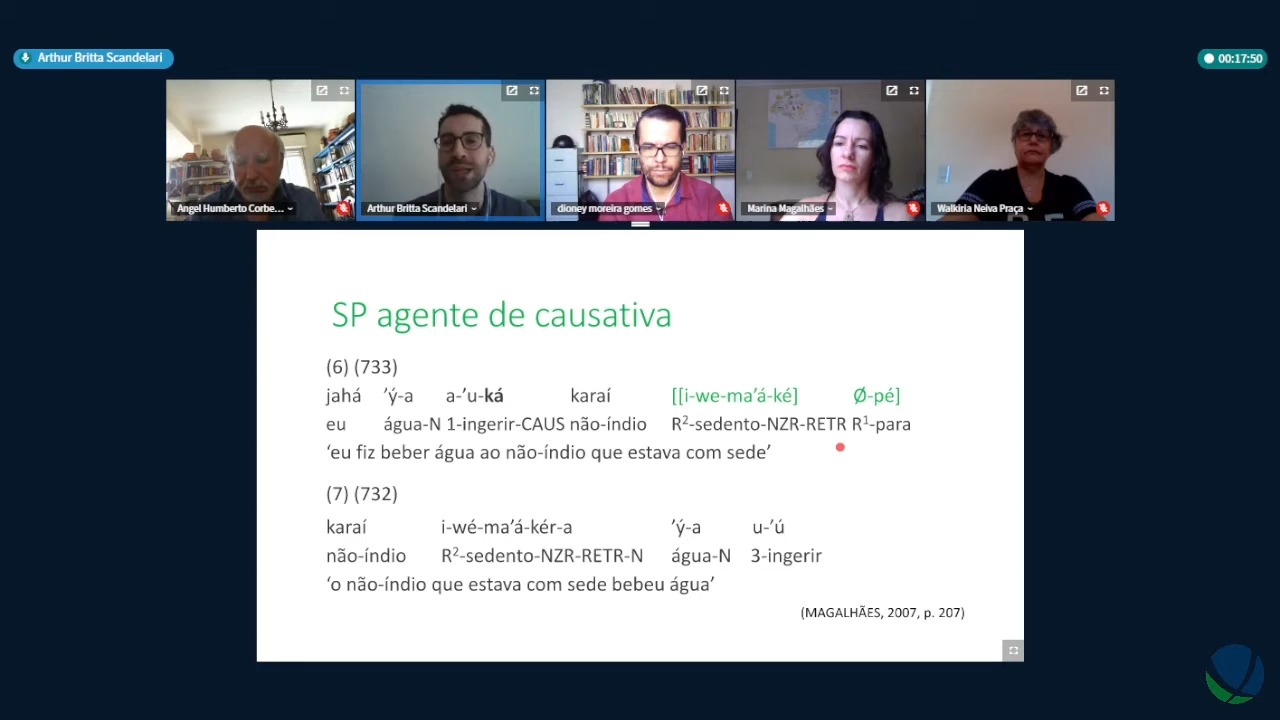 Arthur Britta Scandelari
00:17:50
Angel Humberto Corbe...
Arthur Britta Scandelari
dioney moreira gomes
Marina Magalhães
Walkiria Neiva Praça
SP agente de causativa
(6) (733)
jahá ’ý-a a-’u-ká karaí [[i-we-ma’á-ké] Ø-pé]
eu água-N 1-ingerir-CAUS não-índio R²-sedento-NZR-RETR R¹-para
‘eu fiz beber água ao não-índio que estava com sede’
(7) (732)
karaí i-wé-ma’á-kér-a ’ý-a u-’ú
não-índio R²-sedento-NZR-RETR-N água-N 3-ingerir
‘o não-índio que estava com sede bebeu água’
(MAGALHÃES, 2007, p. 207)